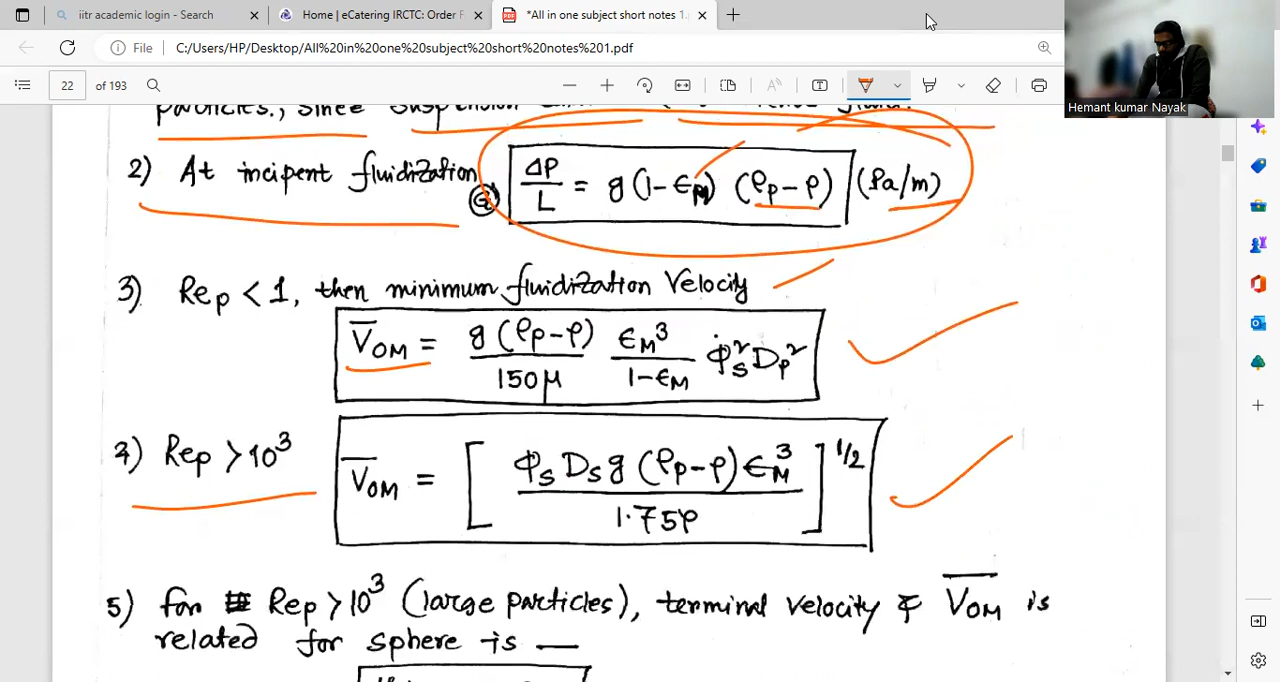 iitr academic login - Search
Home | eCatering IRCTC: Order F
*All in one subject short notes 1.p
File
C:/Users/HP/Desktop/All%20in%20one%20subject%20short%20notes%201.pdf
22 of 193
Hemant kumar Nayak
particles., since suspension
2) At incipent fluidization
@ ΔP/L = g(1-ϵM) (ρp-ρ) (Pa/m)
3) Rep < 1, then minimum fluidization Velocity
V̅OM = g(ρp-ρ)/150μ ϵM³/1-ϵM ϕs² Dp²
4) Rep > 10³
V̅OM = [ϕs Ds g (ρp-ρ) ϵM³/1.75ρ]^1/2
5) for Rep > 10³ (large particles), terminal velocity & V̅OM is
related for sphere is —